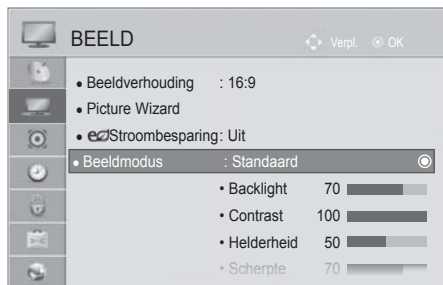 BEELD
Verpl. OK
• Beeldverhouding : 16:9
• Picture Wizard
• eco Stroombesparing: Uit
• Beeldmodus : Standaard
• Backlight 70
• Contrast 100
• Helderheid 50
• Scherpte 70